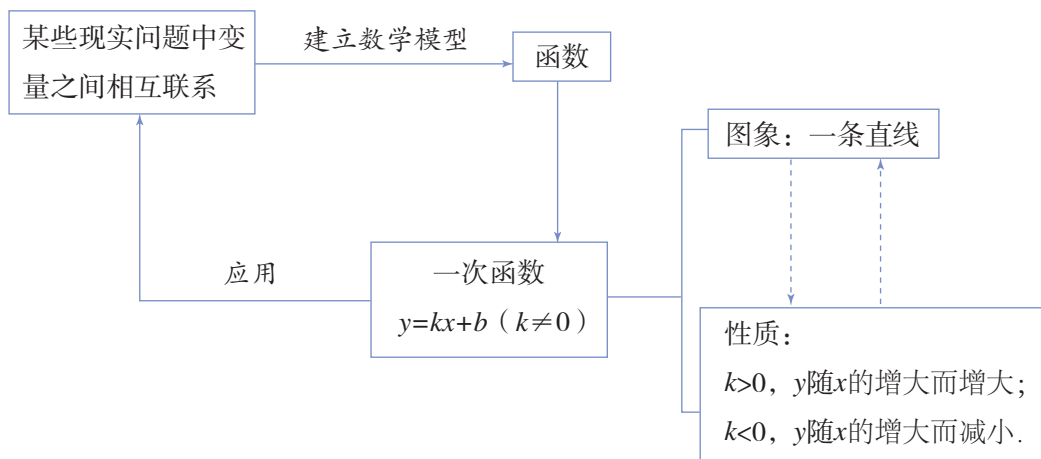 某些现实问题中变
量之间相互联系
建立数学模型
函数
图象：一条直线
应用
一次函数
y=kx+b（k≠0）
性质：
k>0，y随x的增大而增大；
k<0，y随x的增大而减小.